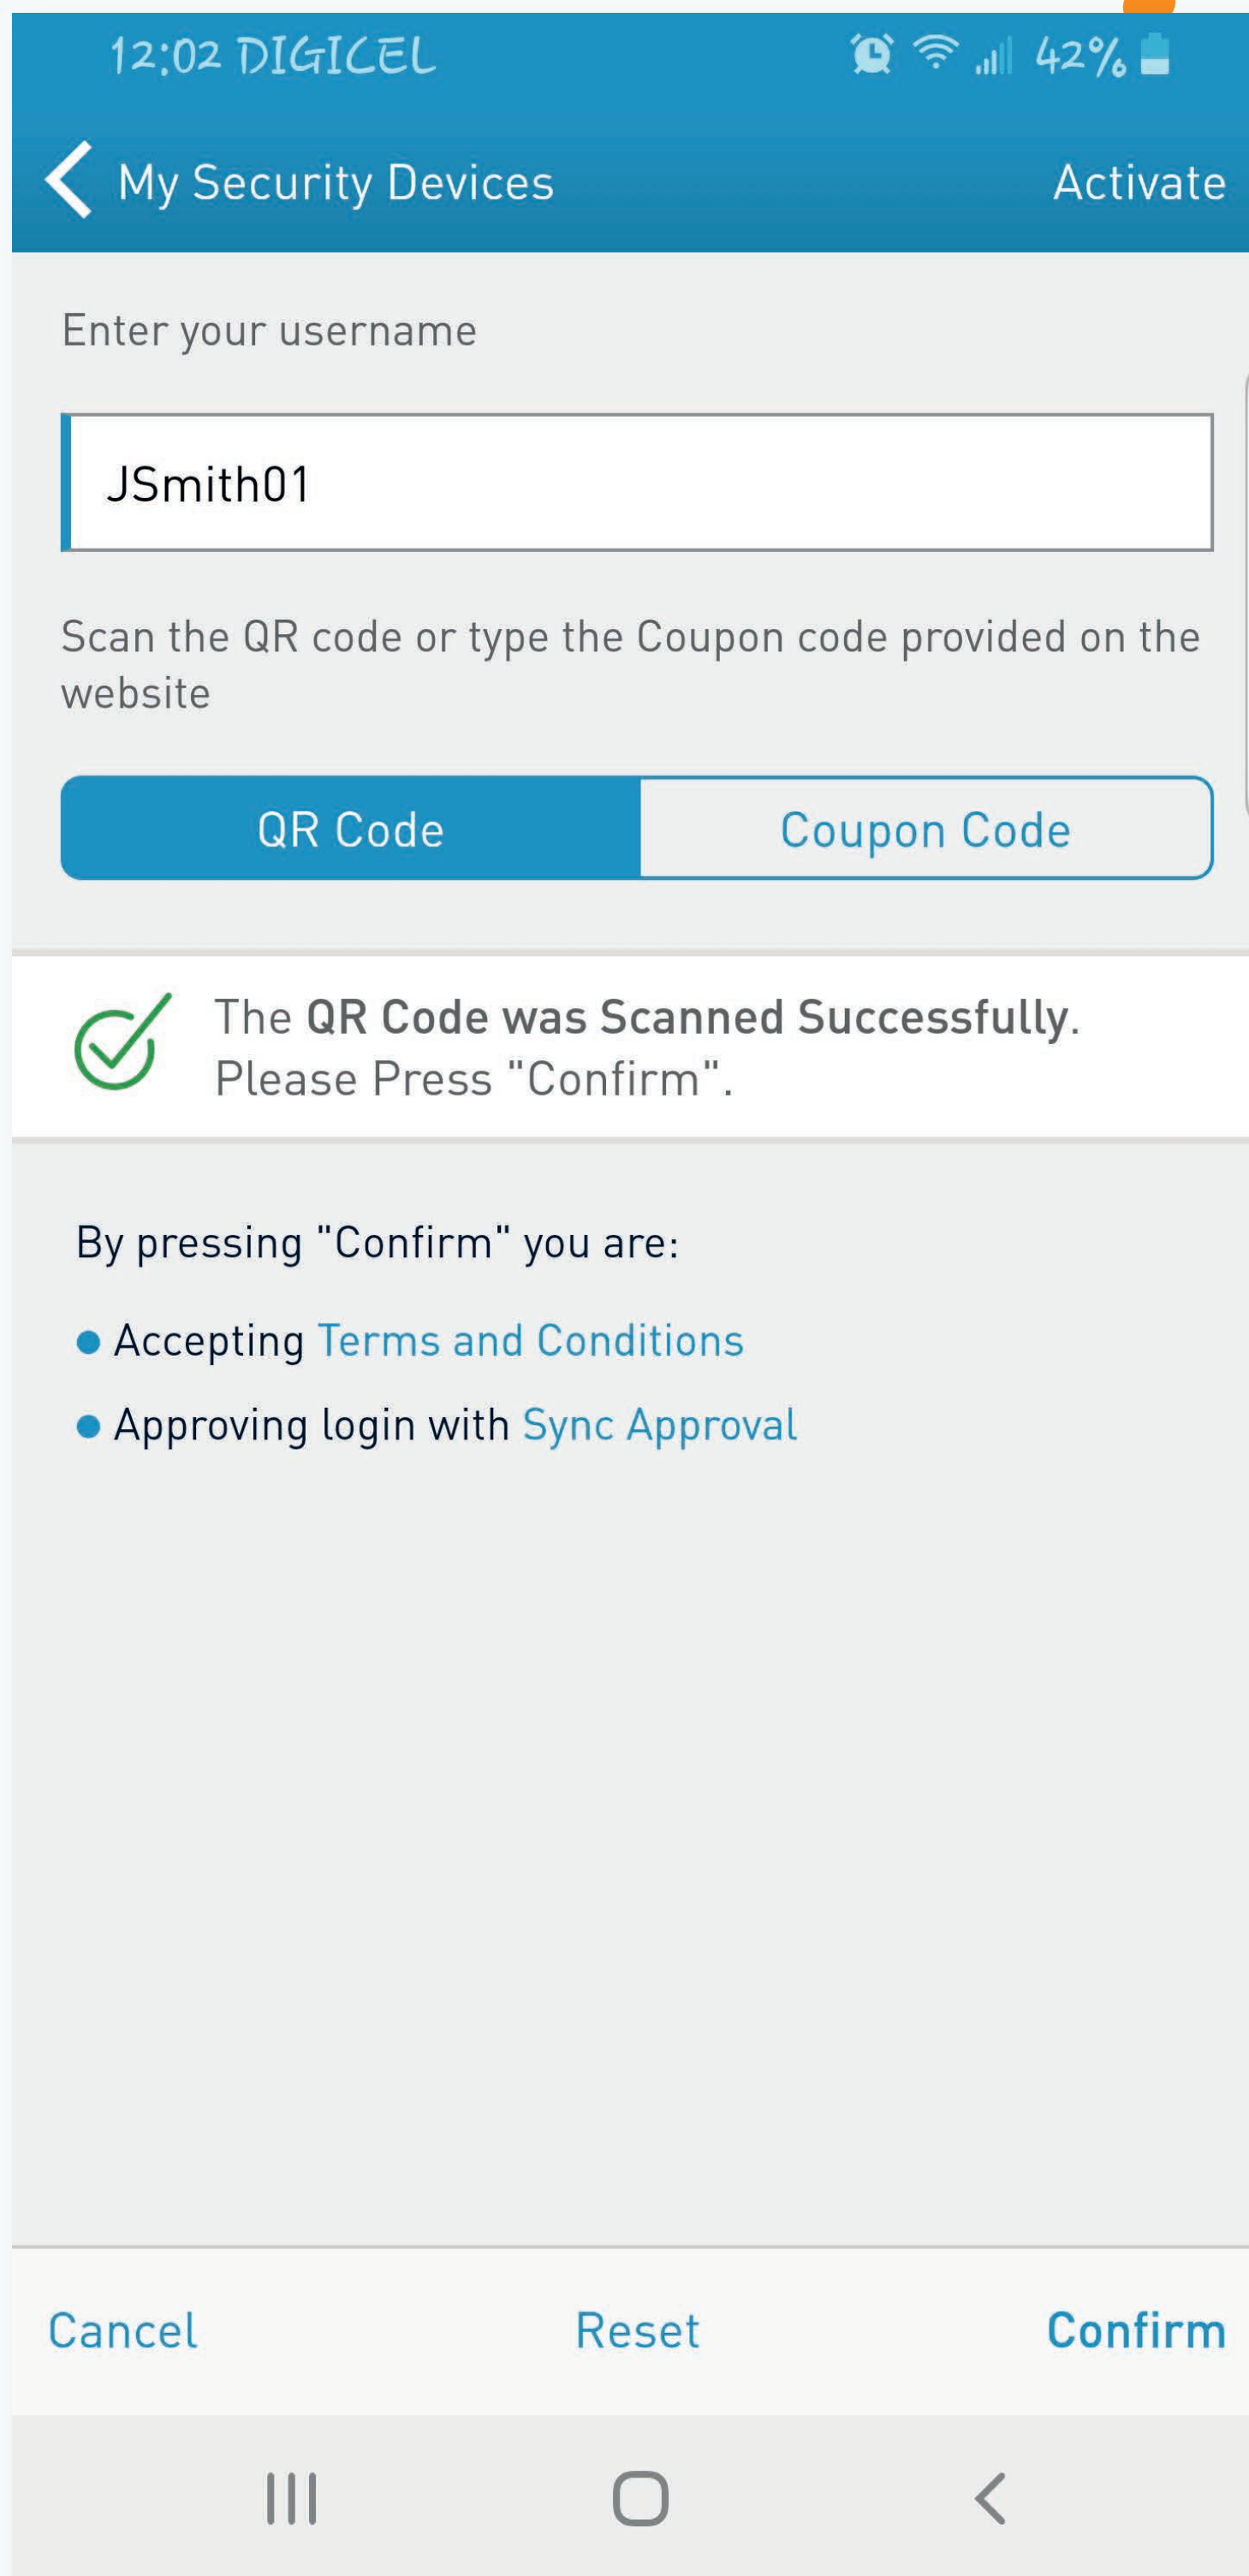 12:02 DIGICEL 42%
My Security Devices Activate
Enter your username
JSmith01
Scan the QR code or type the Coupon code provided on the
website
QR Code Coupon Code
The QR Code was Scanned Successfully.
Please Press "Confirm".
By pressing "Confirm" you are:
• Accepting Terms and Conditions
• Approving login with Sync Approval
Cancel Reset Confirm